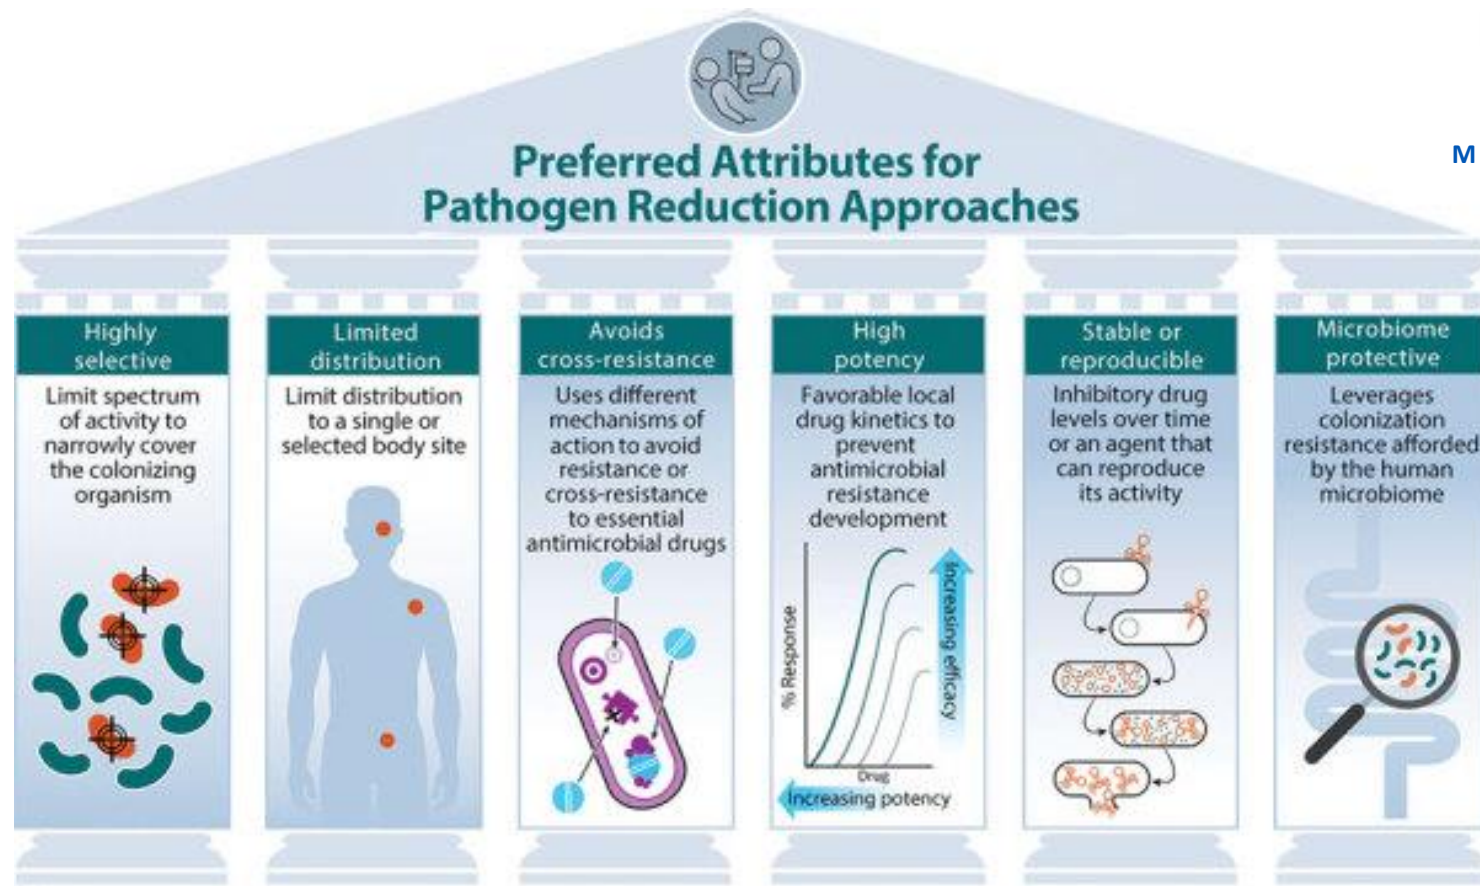 Preferred Attributes for
Pathogen Reduction Approaches
M
Highly
selective
Limit spectrum
of activity to
narrowly cover
the colonizing
organism
Limited
distribution
Limit distribution
to a single or
selected body site
Avoids
cross-resistance
Uses different
mechanisms of
action to avoid
resistance or
cross-resistance
to essential
antimicrobial drugs
High
potency
Favorable local
drug kinetics to
prevent
antimicrobial
resistance
development
% Response
Drug
Increasing efficacy
Increasing potency
Stable or
reproducible
Inhibitory drug
levels over time
or an agent that
can reproduce
its activity
Microbiome
protective
Leverages
colonization
resistance afforded
by the human
microbiome